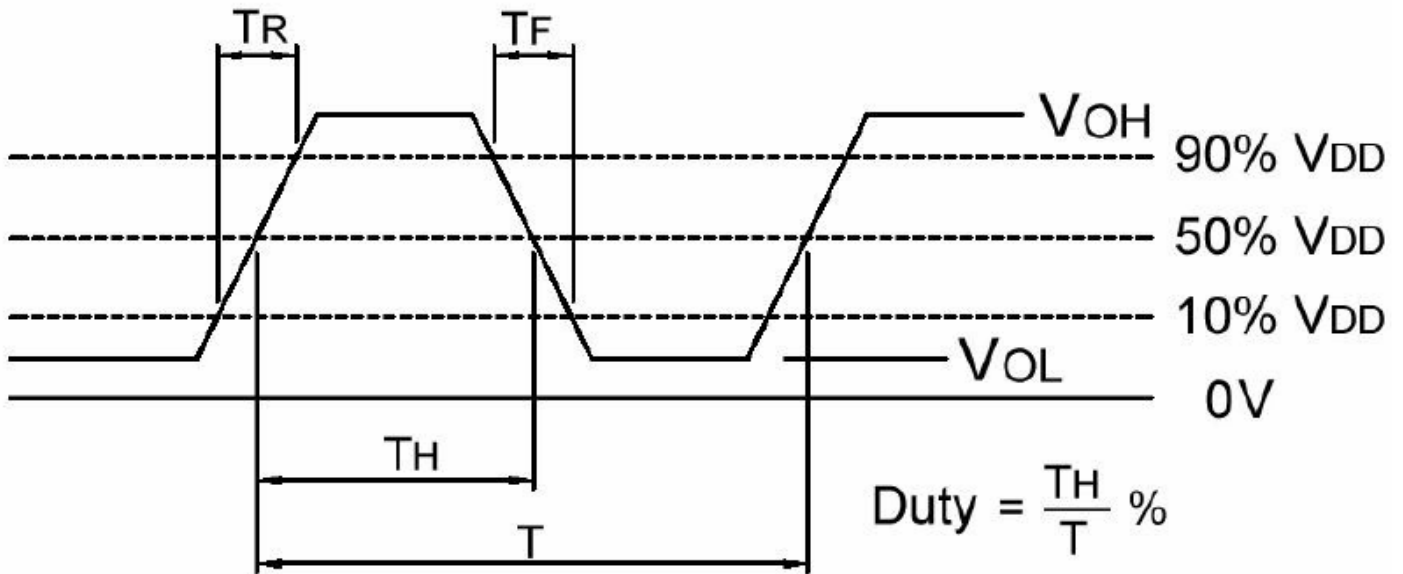 TR
TF
VOH
90% VDD
50% VDD
10% VDD
VOL
0V
TH
T
Duty = TH/T %